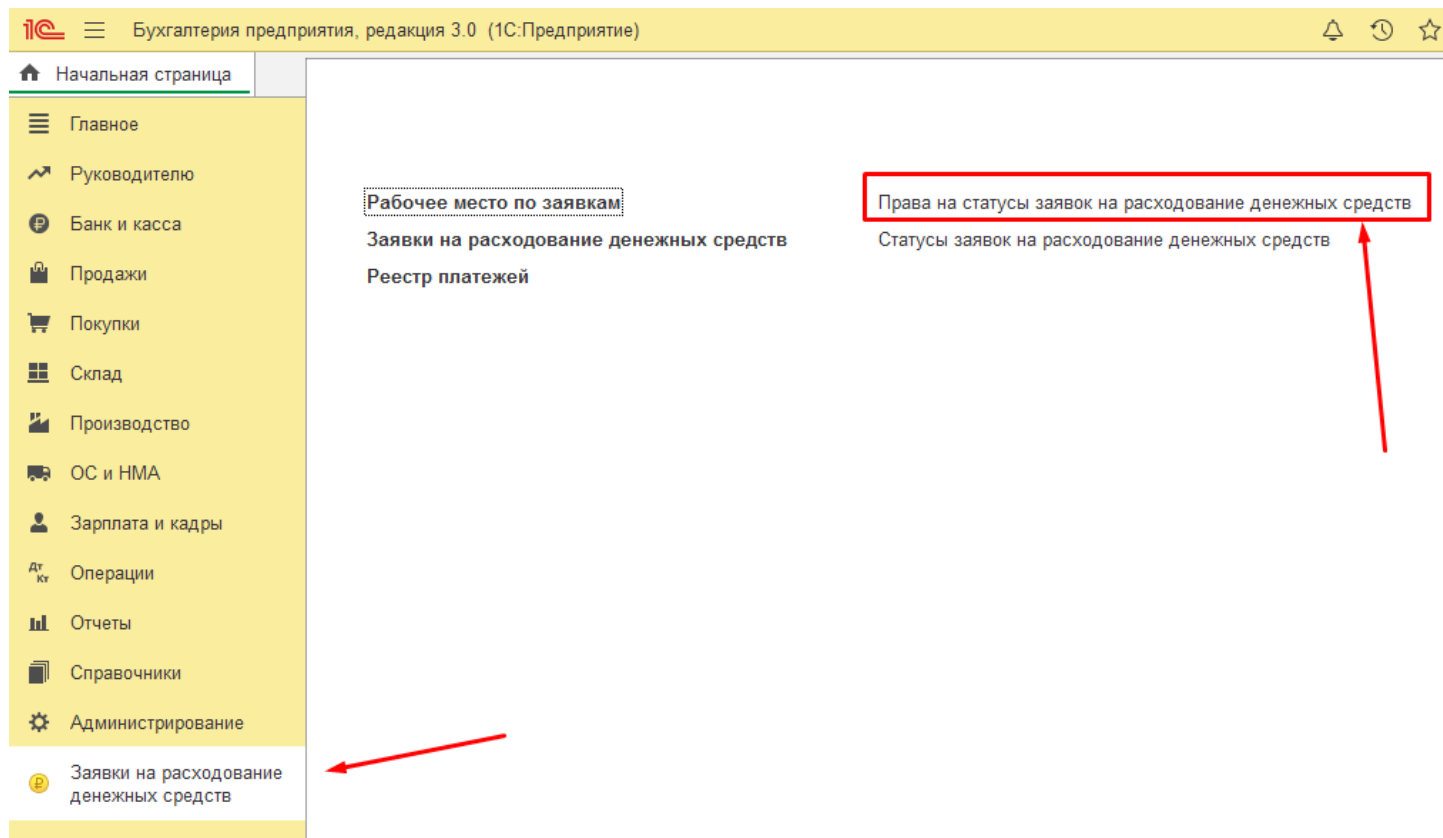 1С Бухгалтерия предприятия, редакция 3.0 (1С:Предприятие)
Начальная страница
Главное
Руководителю
Банк и касса
Продажи
Покупки
Склад
Производство
ОС и НМА
Зарплата и кадры
Дт
Кт
Операции
Отчеты
Справочники
Администрирование
Заявки на расходование
денежных средств
Рабочее место по заявкам
Заявки на расходование денежных средств
Реестр платежей
Права на статусы заявок на расходование денежных средств
Статусы заявок на расходование денежных средств